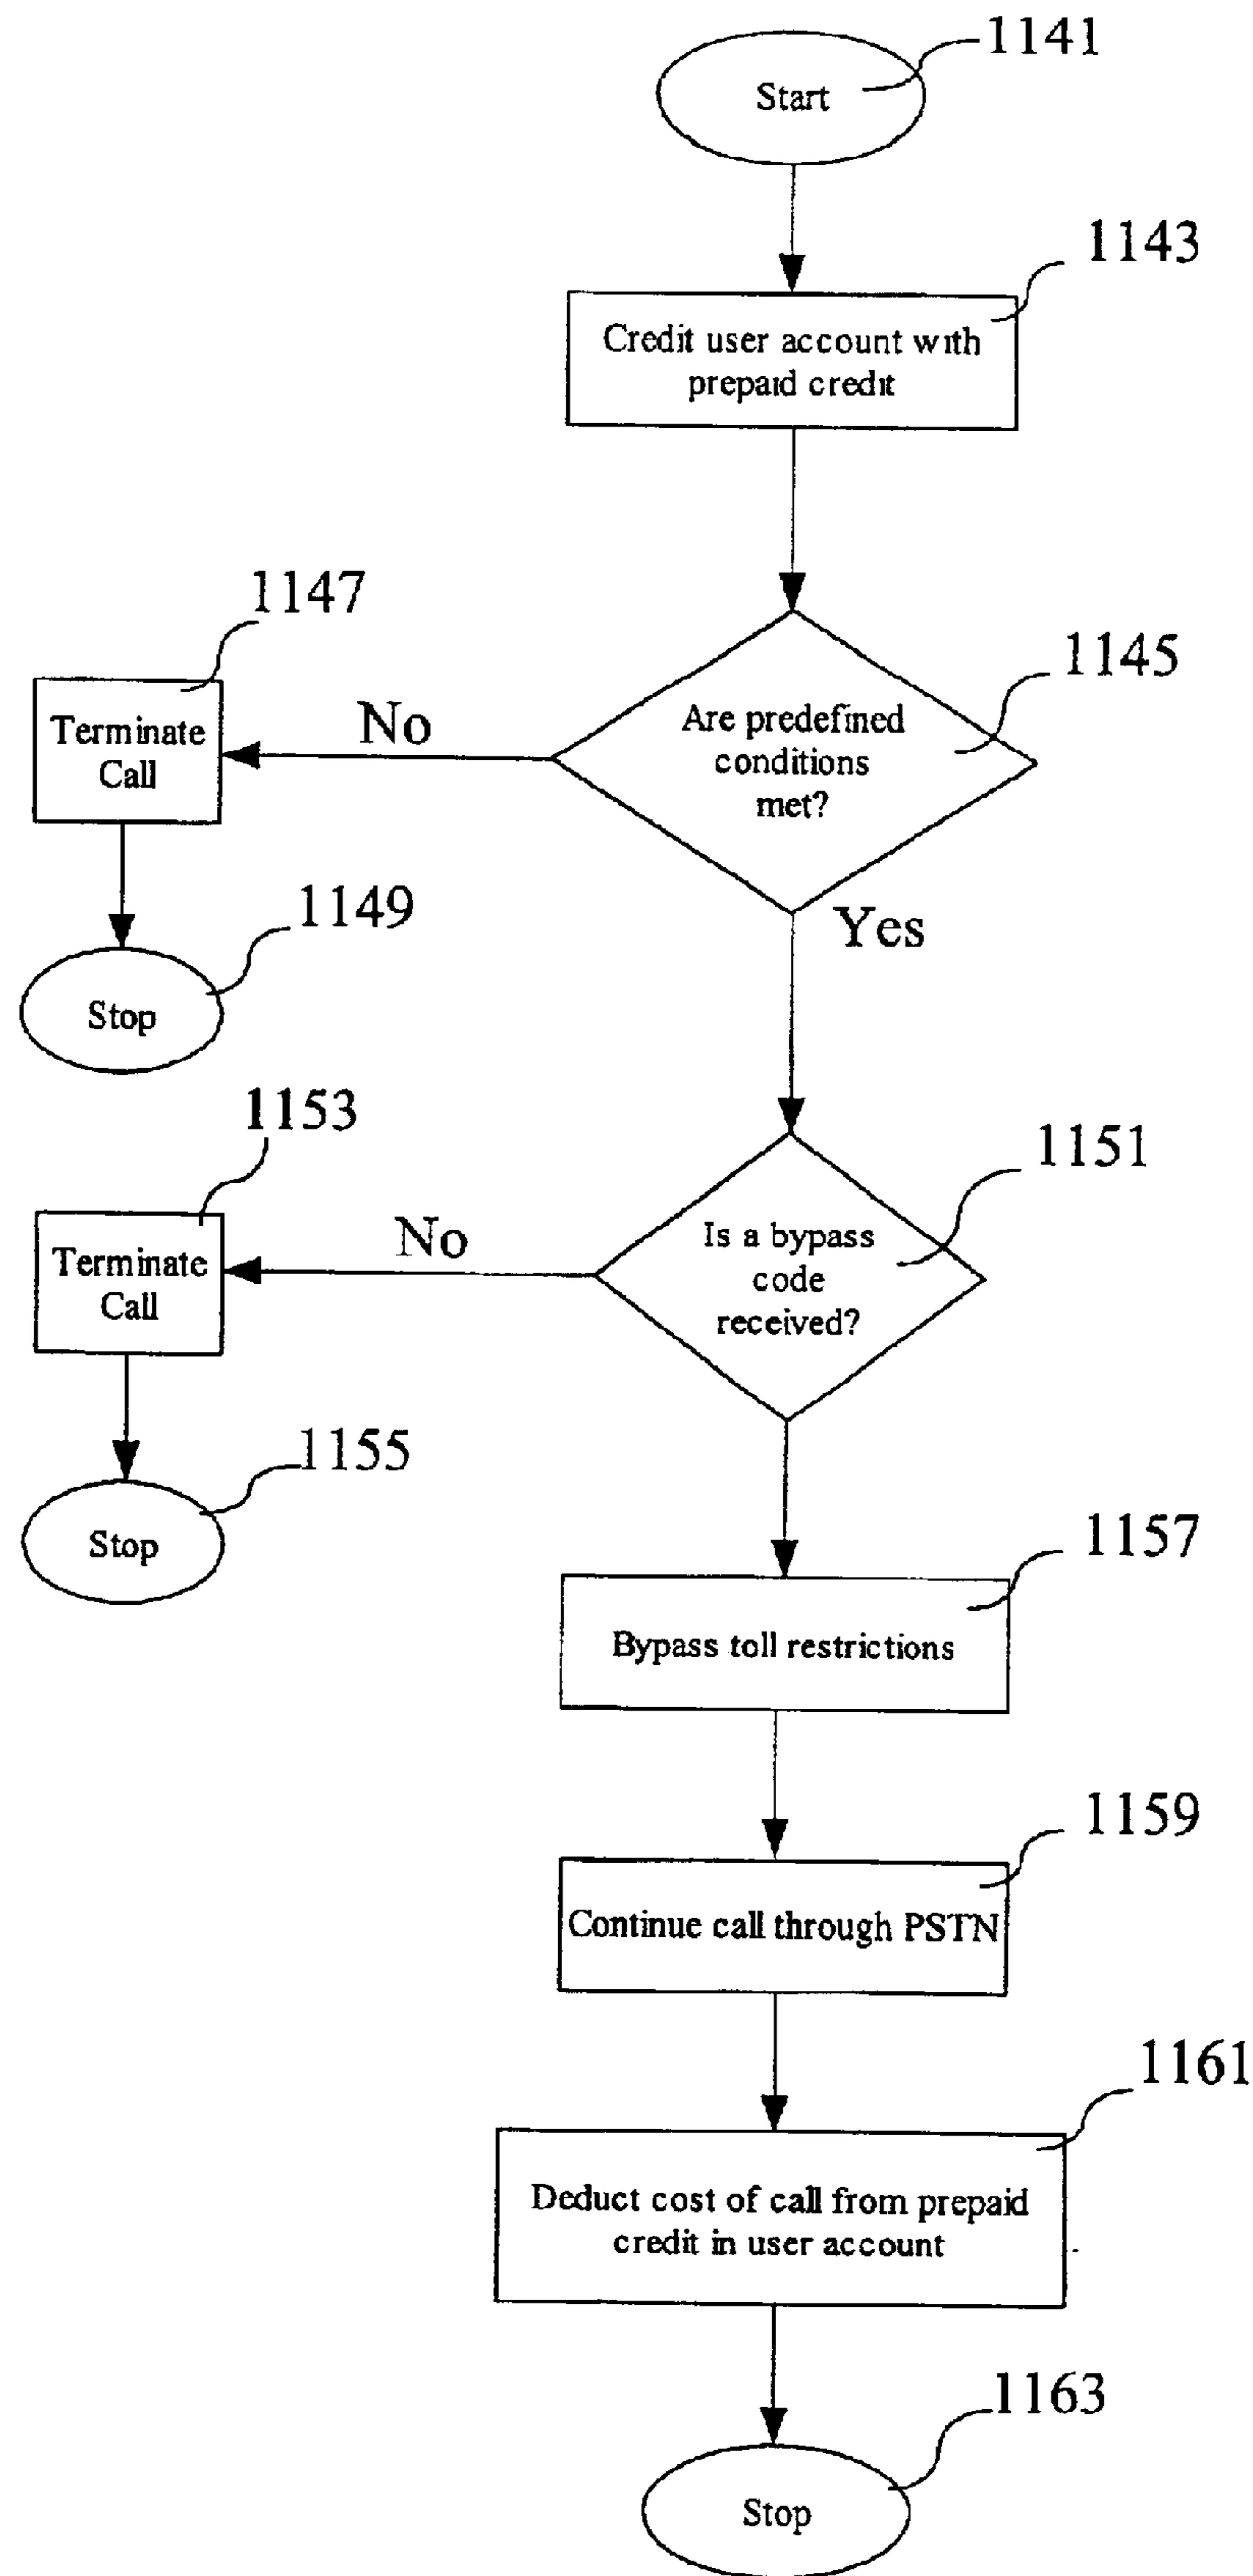 1141
Start
1143
Credit user account with
prepaid credit
1147
1145
Terminate
Call
No
Are predefined
conditions
met?
1149
Yes
Stop
1153
1151
Terminate
Call
No
Is a bypass
code
received?
1155
Stop
1157
Bypass toll restrictions
1159
Continue call through PSTN
1161
Deduct cost of call from prepaid
credit in user account
1163
Stop